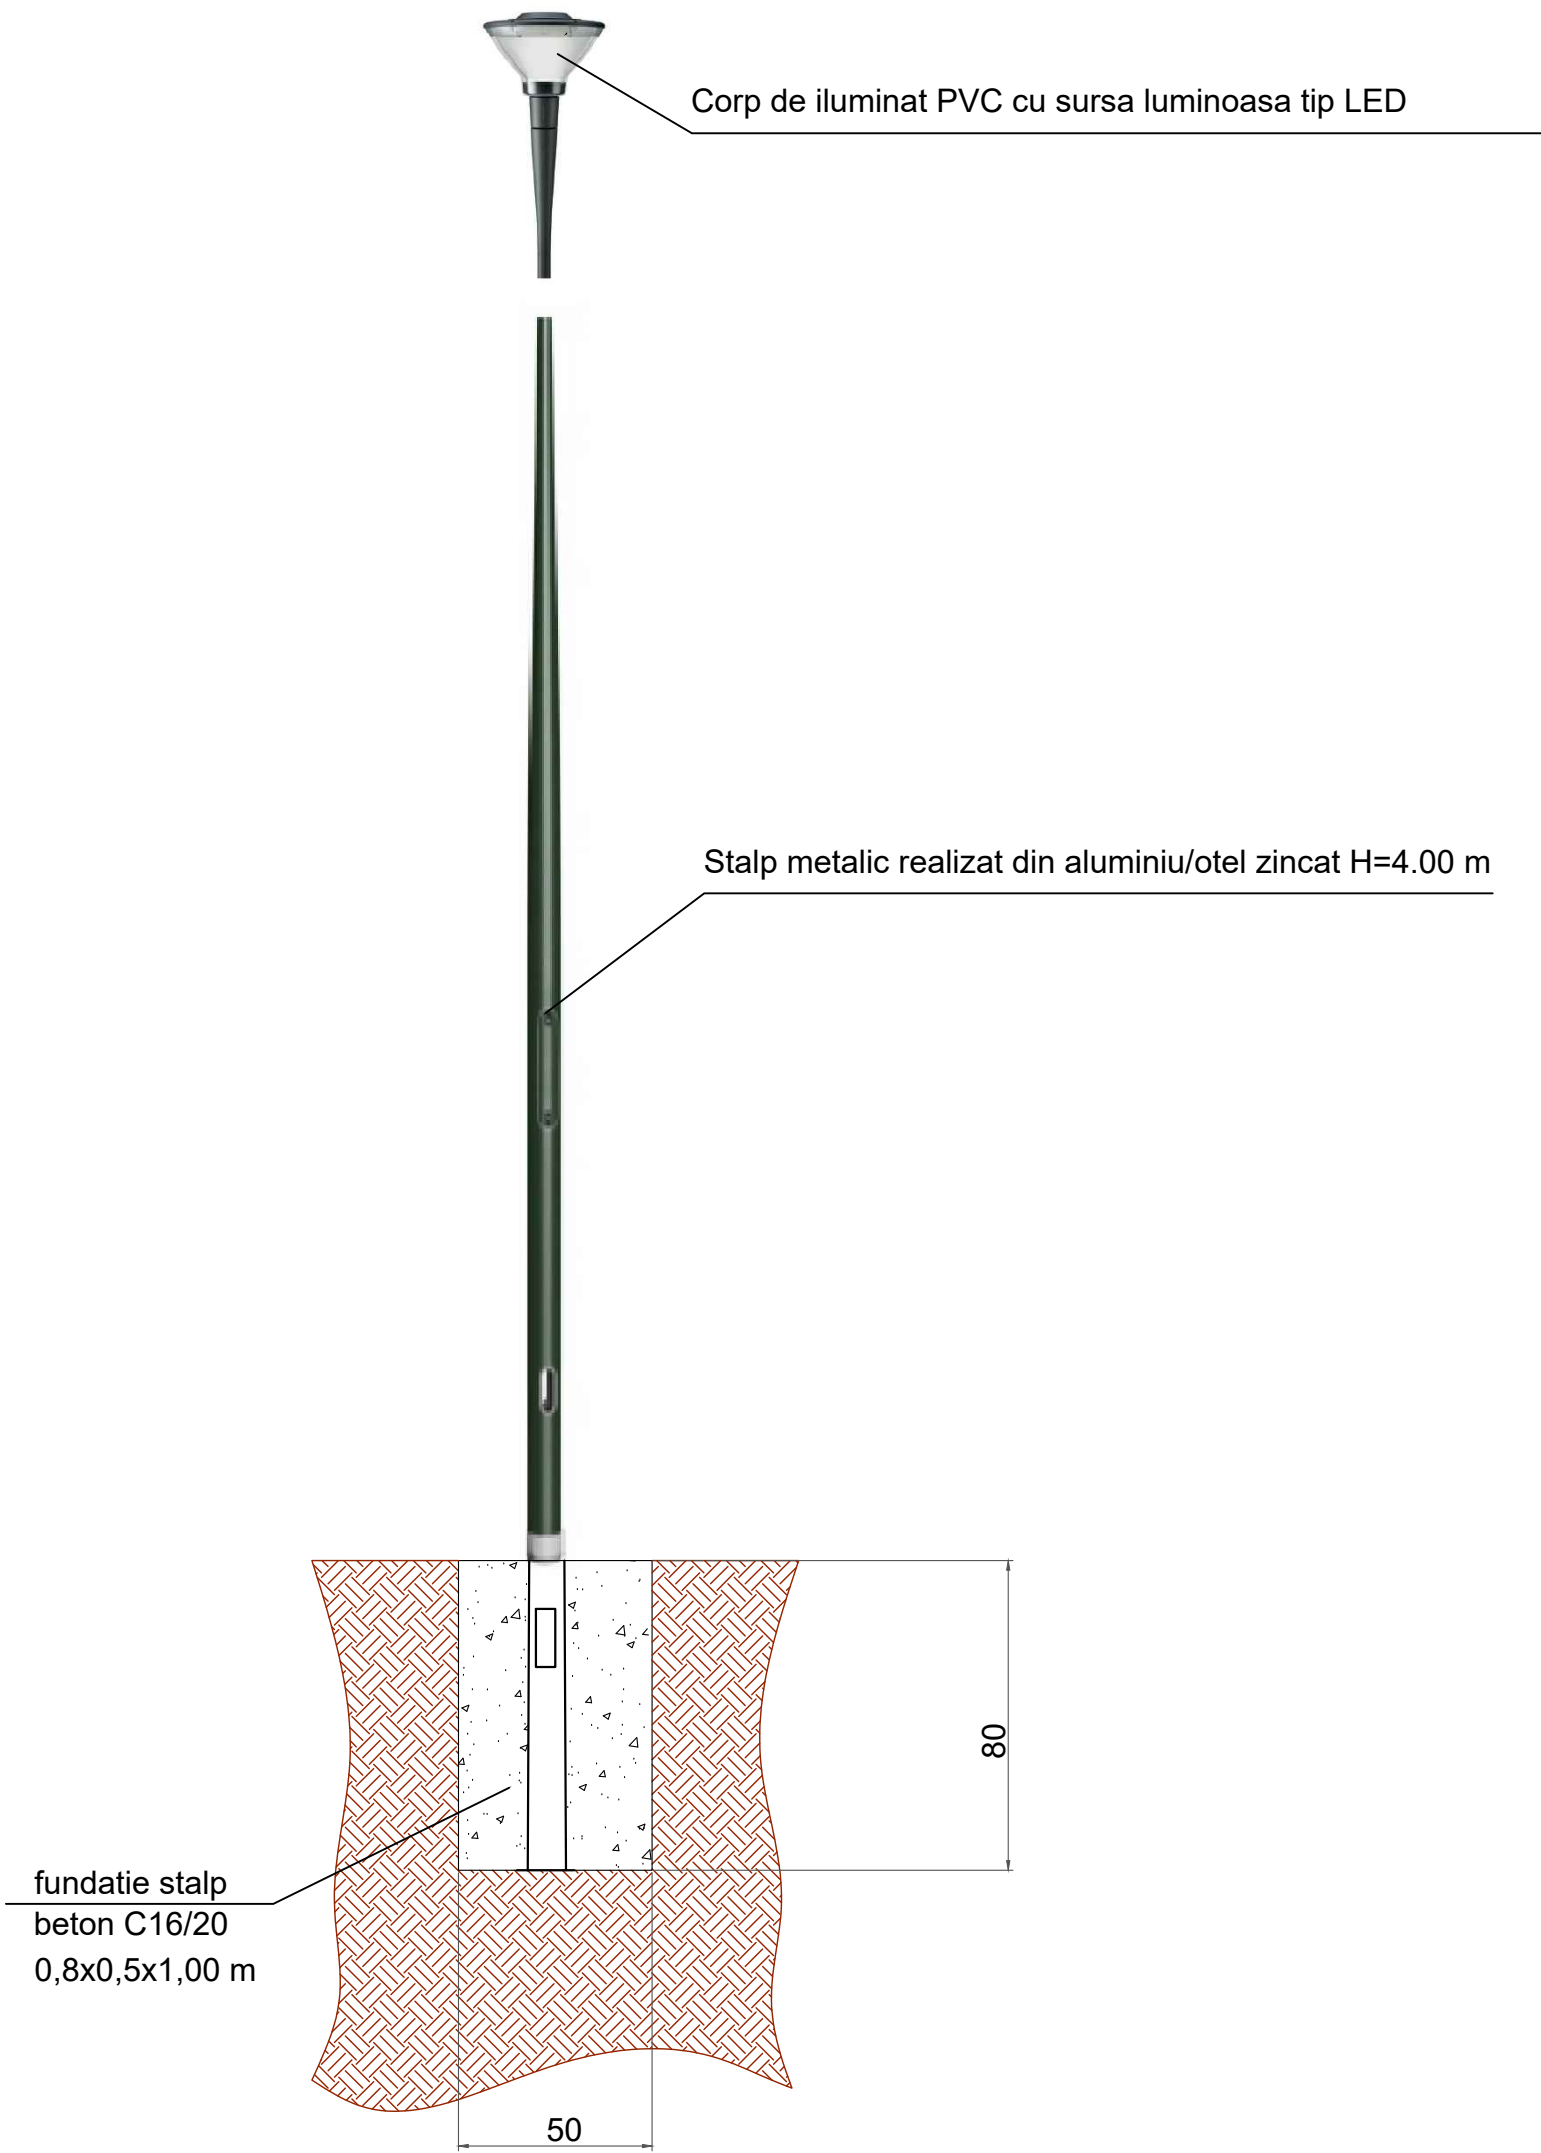 Corp de iluminat PVC cu sursa luminoasa tip LED
Stalp metalic realizat din aluminiu/otel zincat H=4.00 m
80
fundatie stalp
beton C16/20
0,8x0,5x1,00 m
50